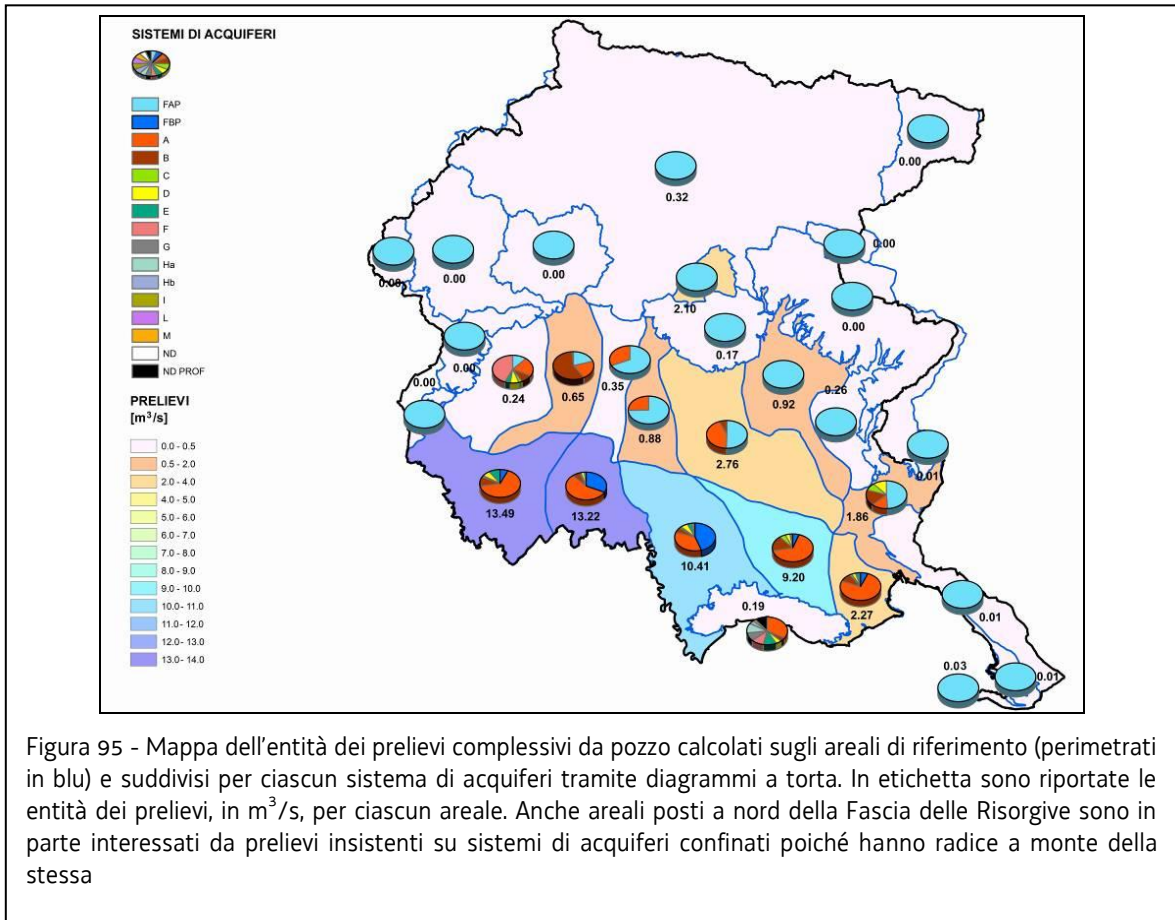 SISTEMI DI ACQUIFERI
FAP
FBP
A
B
C
D
E
F
G
Ha
Hb
I
L
M
ND
ND PROF
PRELIEVI
[m³/s]
0.0 - 0.5
0.5 - 2.0
2.0 - 4.0
4.0 - 5.0
5.0 - 6.0
6.0 - 7.0
7.0 - 8.0
8.0 - 9.0
9.0 - 10.0
10.0 - 11.0
11.0 - 12.0
12.0 - 13.0
13.0 - 14.0
0.00
0.32
0.00
0.00
0.00
2.10
0.00
0.17
0.00
0.00
0.35
0.24
0.65
0.26
0.92
0.88
2.76
0.01
1.86
13.49
13.22
10.41
9.20
2.27
0.19
0.01
0.03
0.01
Figura 95 - Mappa dell'entità dei prelievi complessivi da pozzo calcolati sugli areali di riferimento (perimetrati
in blu) e suddivisi per ciascun sistema di acquiferi tramite diagrammi a torta. In etichetta sono riportate le
entità dei prelievi, in m³/s, per ciascun areale. Anche areali posti a nord della Fascia delle Risorgive sono in
parte interessati da prelievi insistenti su sistemi di acquiferi confinati poiché hanno radice a monte della
stessa